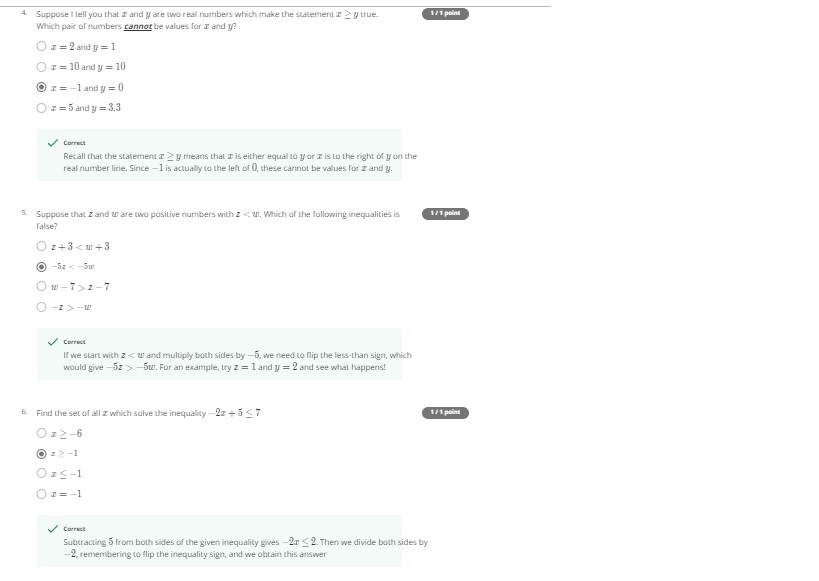 4. Suppose I tell you that x and y are two real numbers which make the statement x ≥ y true. 1 / 1 point
Which pair of numbers cannot be values for x and y?
x = 2 and y = 1
x = 10 and y = 10
x = −1 and y = 0
x = 5 and y = 3.3
Correct
Recall that the statement x ≥ y means that x is either equal to y or x is to the right of y on the
real number line. Since −1 is actually to the left of 0, these cannot be values for x and y.
5. Suppose that z and w are two positive numbers with z < w. Which of the following inequalities is 1 / 1 point
false?
z + 3 < w + 3
−5z < −5w
w − 7 > z − 7
−z > −w
Correct
If we start with z < w and multiply both sides by −5, we need to flip the less-than sign, which
would give −5z > −5w. For an example, try z = 1 and y = 2 and see what happens!
6. Find the set of all x which solve the inequality −2x + 5 ≤ 7 1 / 1 point
x ≥ −6
x ≥ −1
x ≤ −1
x = −1
Correct
Subtracting 5 from both sides of the given inequality gives −2x ≤ 2. Then we divide both sides by
−2, remembering to flip the inequality sign, and we obtain this answer